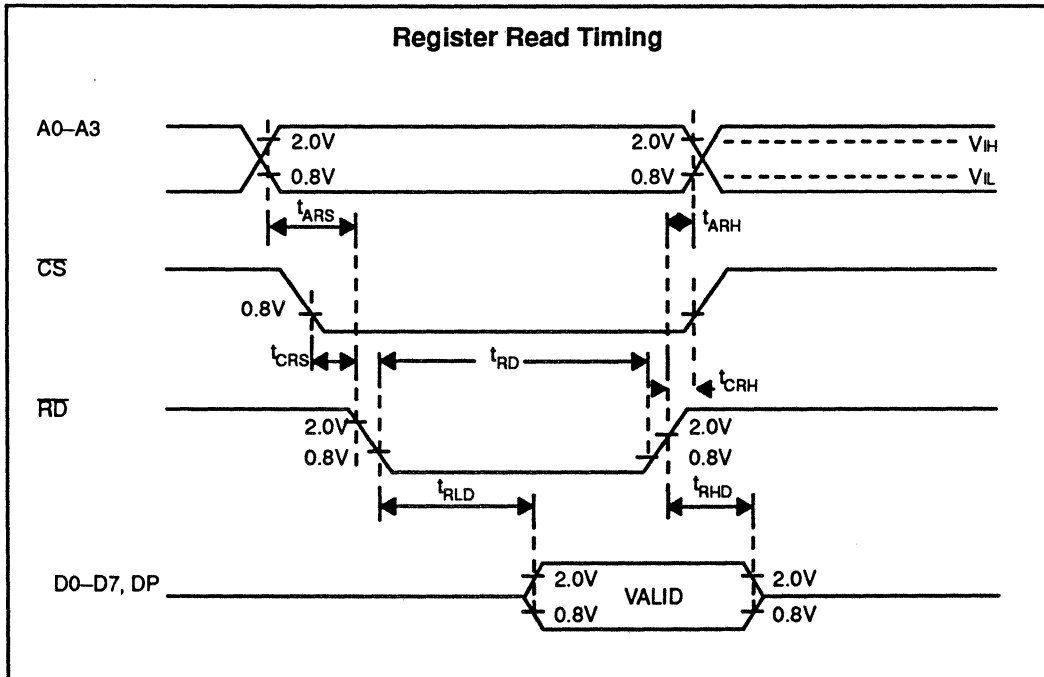 Register Read Timing
A0–A3
2.0V 2.0V VIH
0.8V 0.8V VIL
tARS tARH
CS
0.8V
tCRS tRD tCRH
RD
2.0V 2.0V
0.8V 0.8V
tRLD tRHD
D0–D7, DP 2.0V VALID 2.0V
0.8V 0.8V